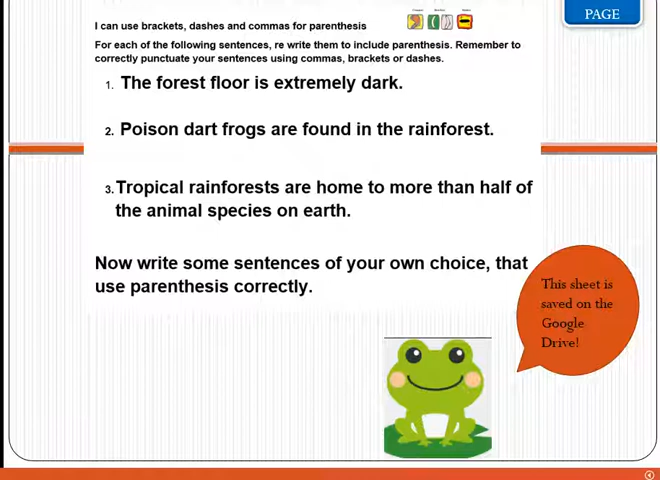 PAGE
I can use brackets, dashes and commas for parenthesis
For each of the following sentences, re write them to include parenthesis. Remember to
correctly punctuate your sentences using commas, brackets or dashes.
1. The forest floor is extremely dark.
2. Poison dart frogs are found in the rainforest.
3. Tropical rainforests are home to more than half of
the animal species on earth.
Now write some sentences of your own choice, that
use parenthesis correctly.
This sheet is
saved on the
Google
Drive!